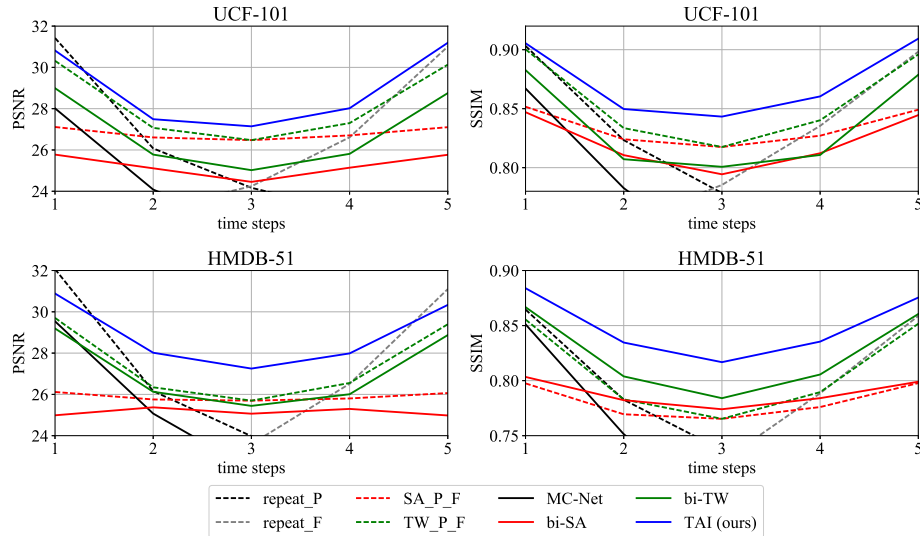 UCF-101
32
30
28
26
24
PSNR
1 2 3 4 5
time steps
UCF-101
0.90
0.85
0.80
SSIM
1 2 3 4 5
time steps
HMDB-51
32
30
28
26
24
PSNR
1 2 3 4 5
time steps
HMDB-51
0.90
0.85
0.80
0.75
SSIM
1 2 3 4 5
time steps
repeat_P SA_P_F MC-Net bi-TW
repeat_F TW_P_F bi-SA TAI (ours)